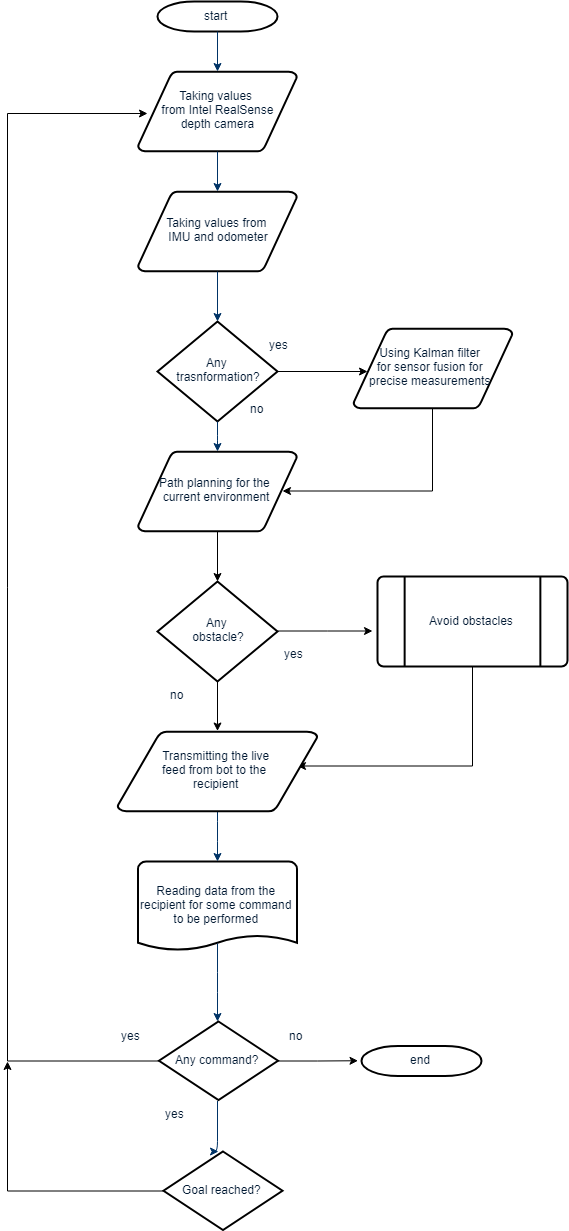 start
Taking values
from Intel RealSense
depth camera
Taking values from
IMU and odometer
yes
Any
trasnformation?
Using Kalman filter
for sensor fusion for
precise measurements
no
Path planning for the
current environment
Any
obstacle?
Avoid obstacles
yes
no
Transmitting the live
feed from bot to the
recipient
Reading data from the
recipient for some command
to be performed
yes
no
Any command?
end
yes
Goal reached?